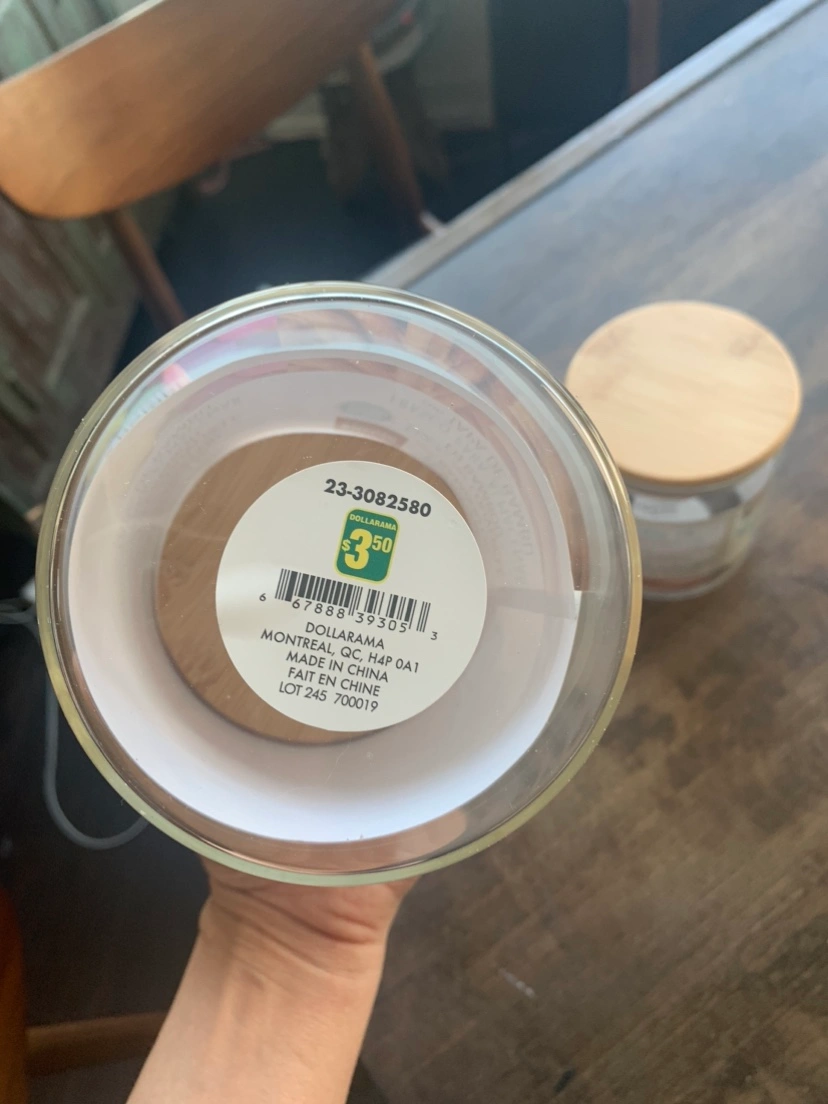 23-3082580
DOLLARAMA
$3.50
6 67888 39305 3
DOLLARAMA
MONTREAL, QC, H4P 0A1
MADE IN CHINA
FAIT EN CHINE
LOT 245 700019